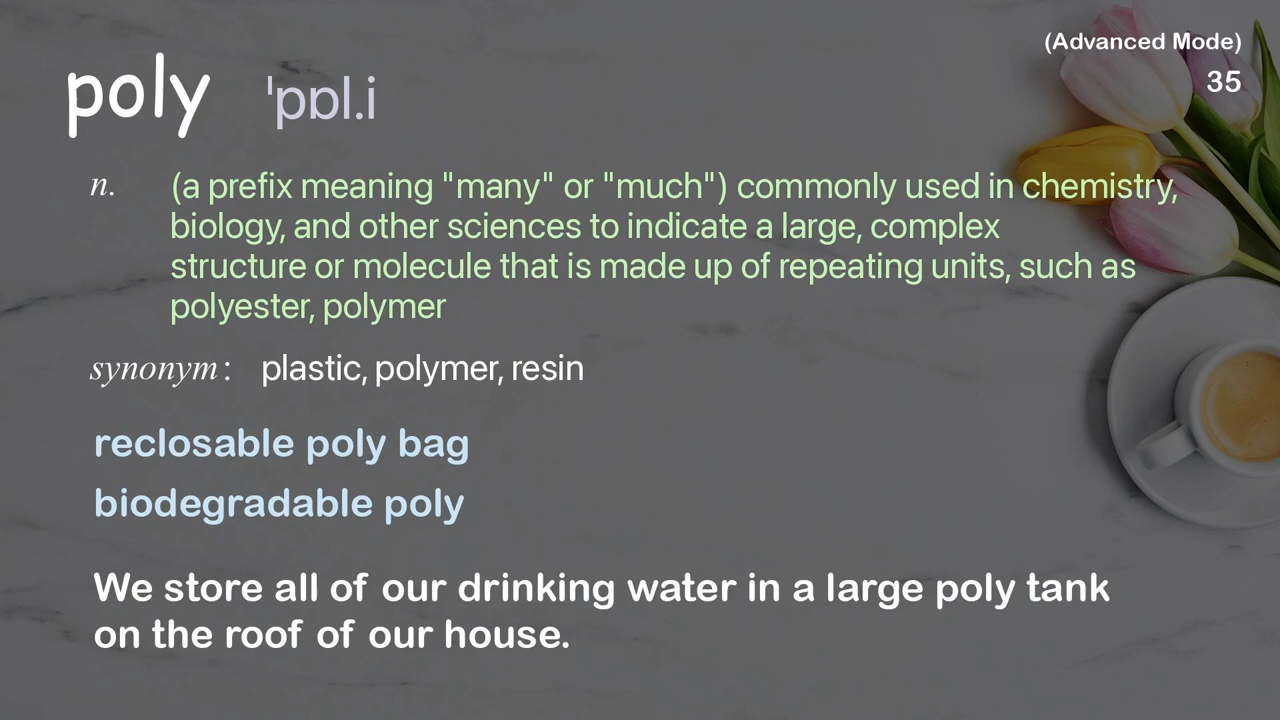 (Advanced Mode)
35
poly ˈpɒl.i
n. (a prefix meaning "many" or "much") commonly used in chemistry,
biology, and other sciences to indicate a large, complex
structure or molecule that is made up of repeating units, such as
polyester, polymer
synonym : plastic, polymer, resin
reclosable poly bag
biodegradable poly
We store all of our drinking water in a large poly tank
on the roof of our house.